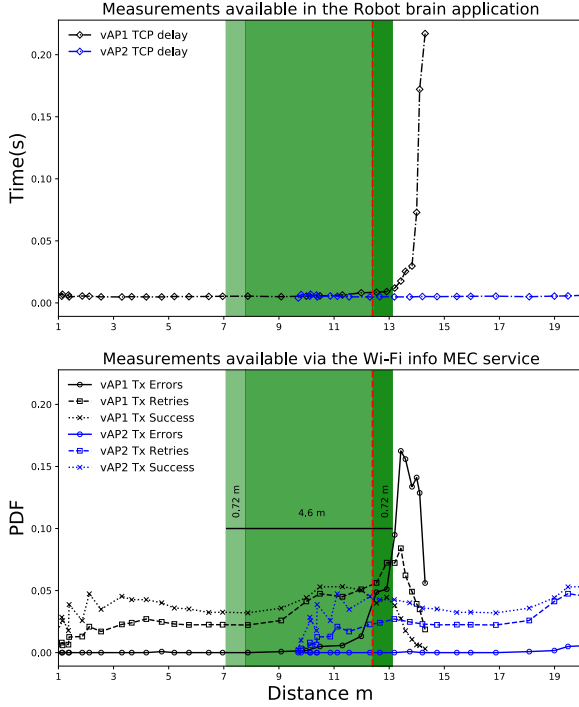 Measurements available in the Robot brain application
0,20
0,15
0,10
0,05
0,00
Time(s)
vAP1 TCP delay
vAP2 TCP delay
1 3 5 7 9 11 13 15 17 19
Measurements available via the Wi-Fi info MEC service
0,20
0,15
0,10
0,05
0,00
PDF
vAP1 Tx Errors
vAP1 Tx Retries
vAP1 Tx Success
vAP2 Tx Errors
vAP2 Tx Retries
vAP2 Tx Success
0,72 m
4,6 m
0,72 m
1 3 5 7 9 11 13 15 17 19
Distance m